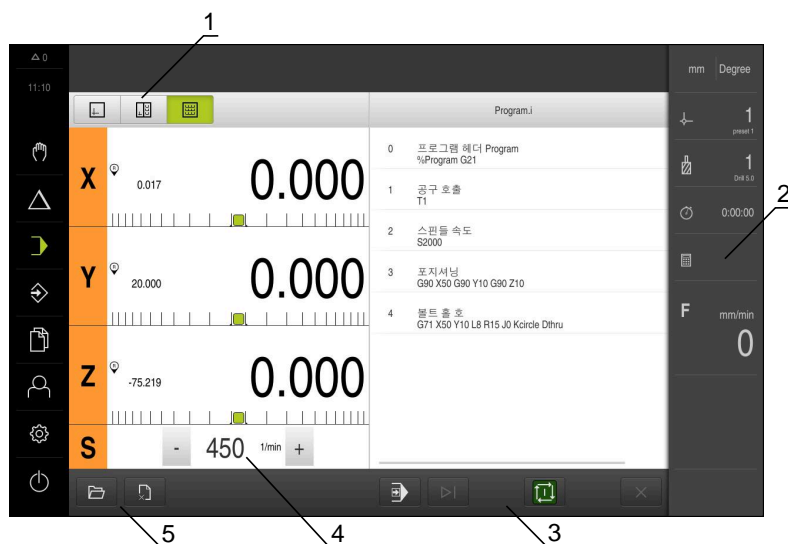 1
0
11:10
mm Degree
Program.i
1
preset 1
1
Drill 5.0
0:00:00
2
F mm/min
0
X R 0.017 0.000
Y R 20.000 0.000
Z R -75.219 0.000
S - 450 1/min +
0 프로그램 헤더 Program
%Program G21
1 공구 호출
T1
2 스핀들 속도
S2000
3 포지셔닝
G90 X50 G90 Y10 G90 Z10
4 볼트 홀 호
G71 X50 Y10 L8 R15 J0 Kcircle Dthru
5
4
3